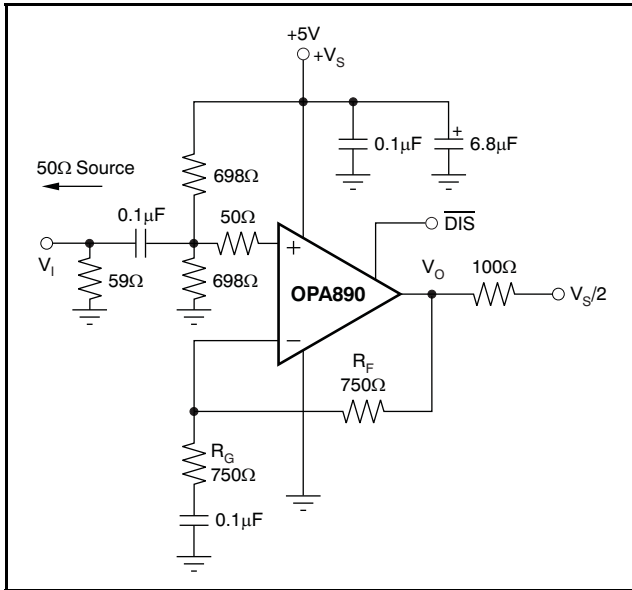 +5V
+V_S
0.1μF
6.8μF
+
50Ω Source
698Ω
0.1μF
50Ω
DIS
V_I
59Ω
698Ω
+
OPA890
−
V_O
100Ω
V_S/2
R_F
750Ω
R_G
750Ω
0.1μF